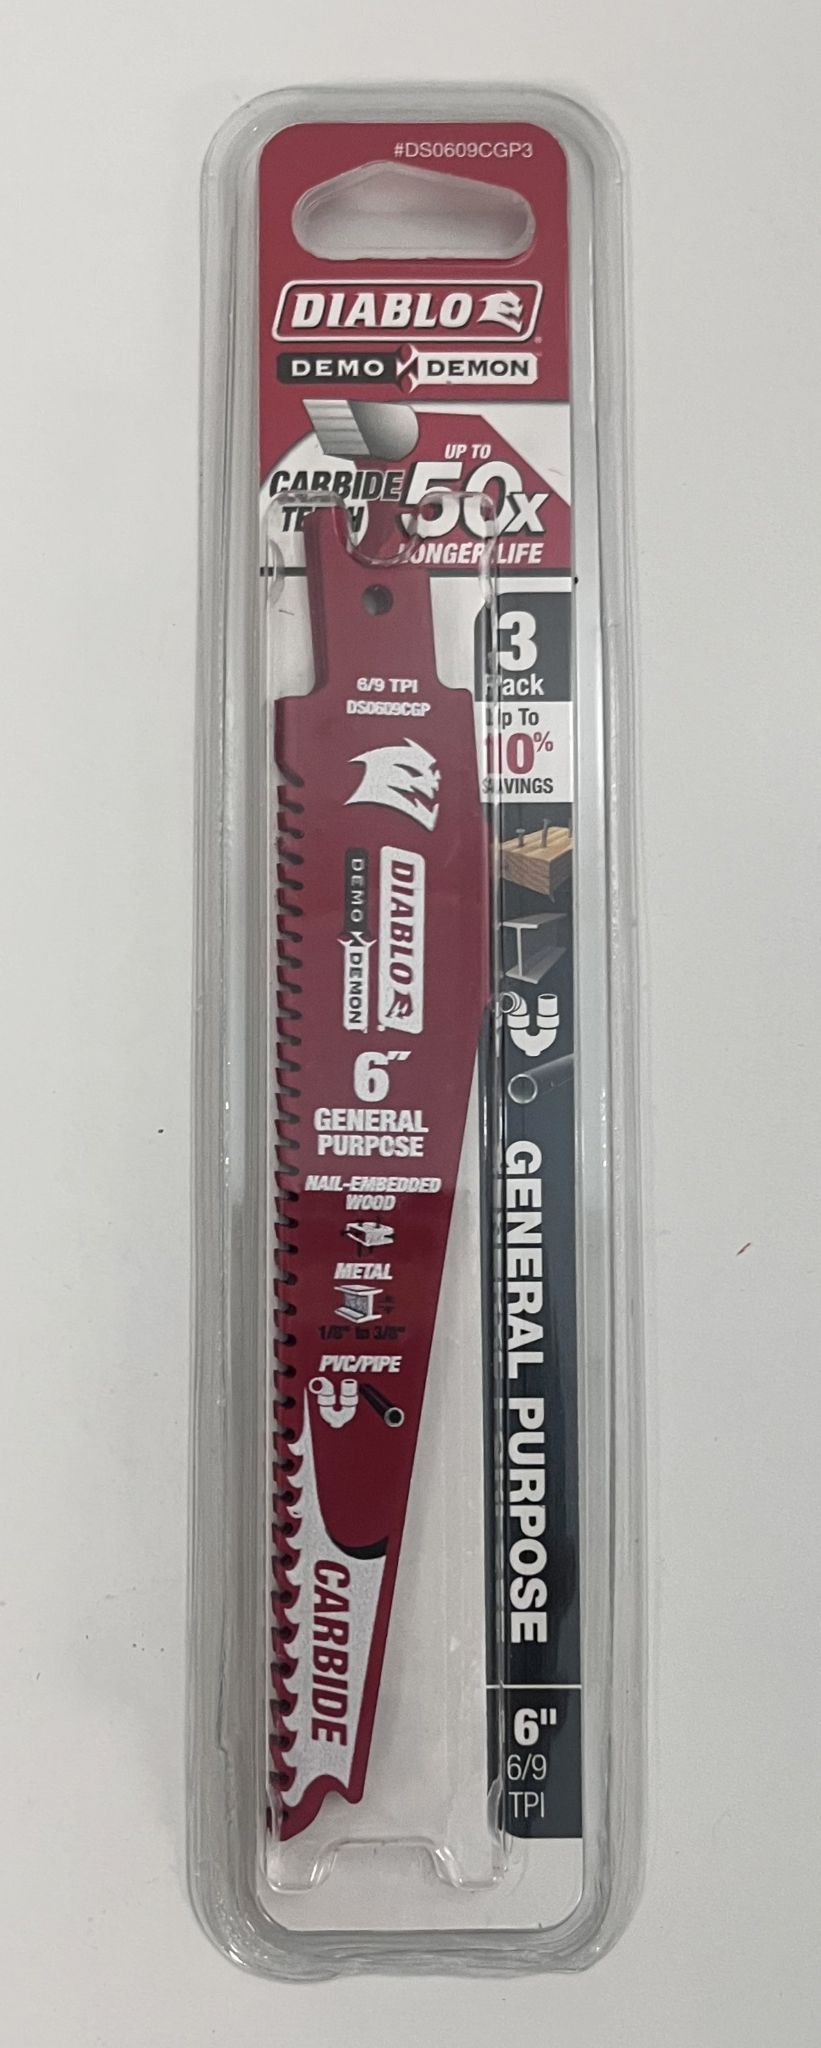 #DS0609CGP3
DIABLO
DEMO DEMON
UP TO
CARBIDE 50x
TEETH
LONGER LIFE
3
Pack
Up To
10%
SAVINGS
6/9 TPI
DS0609CGP
DIABLO
DEMO DEMON
6"
GENERAL
PURPOSE
NAIL-EMBEDDED
WOOD
METAL
1/8" to 3/8"
PVC/PIPE
CARBIDE
GENERAL PURPOSE
6"
6/9
TPI